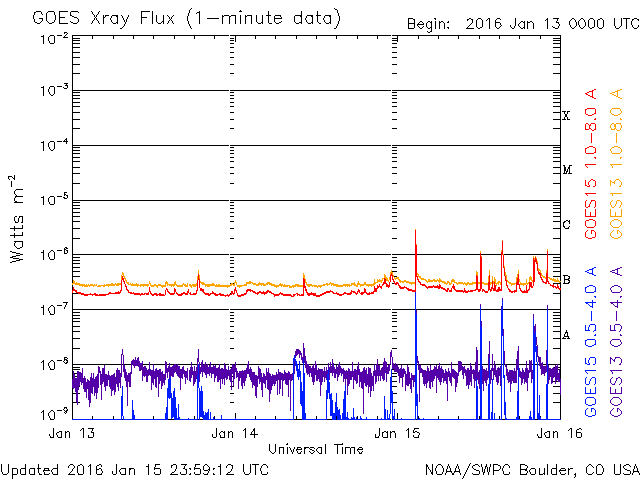 GOES Xray Flux (1-minute data)
Begin: 2016 Jan 13 0000 UTC
10-2
10-3
10-4
10-5
10-6
10-7
10-8
10-9
Watts m-2
X
M
C
B
A
GOES15 1.0-8.0 A
GOES13 1.0-8.0 A
GOES15 0.5-4.0 A
GOES13 0.5-4.0 A
Jan 13
Jan 14
Jan 15
Jan 16
Universal Time
Updated 2016 Jan 15 23:59:12 UTC
NOAA/SWPC Boulder, CO USA